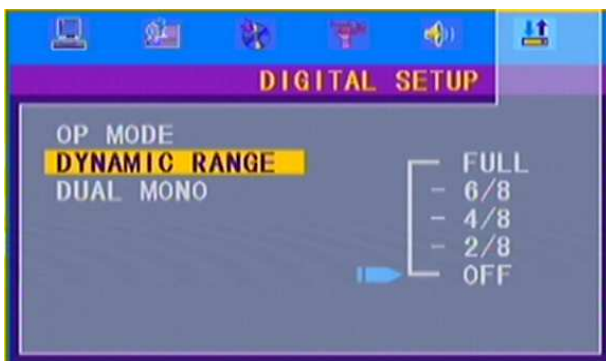 DIGITAL SETUP
OP MODE
DYNAMIC RANGE
DUAL MONO
FULL
6/8
4/8
2/8
OFF